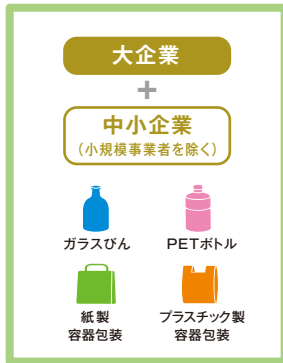 大企業
+
中小企業
(小規模事業者を除く)
ガラスびん
PETボトル
紙製
容器包装
プラスチック製
容器包装